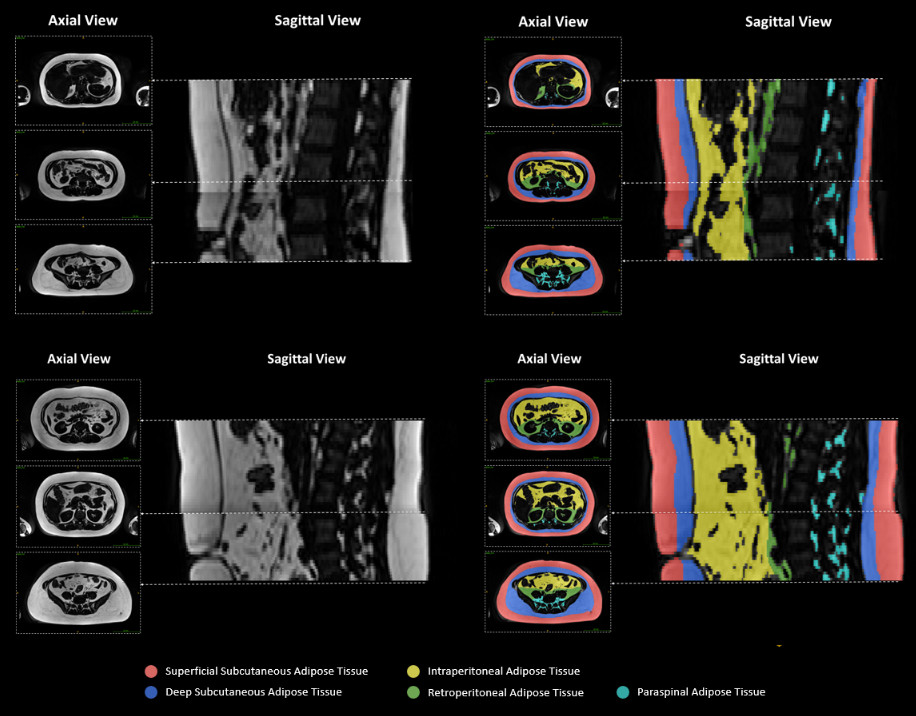 Axial View
Sagittal View
Axial View
Sagittal View
Axial View
Sagittal View
Axial View
Sagittal View
Superficial Subcutaneous Adipose Tissue
Intraperitoneal Adipose Tissue
Deep Subcutaneous Adipose Tissue
Retroperitoneal Adipose Tissue
Paraspinal Adipose Tissue